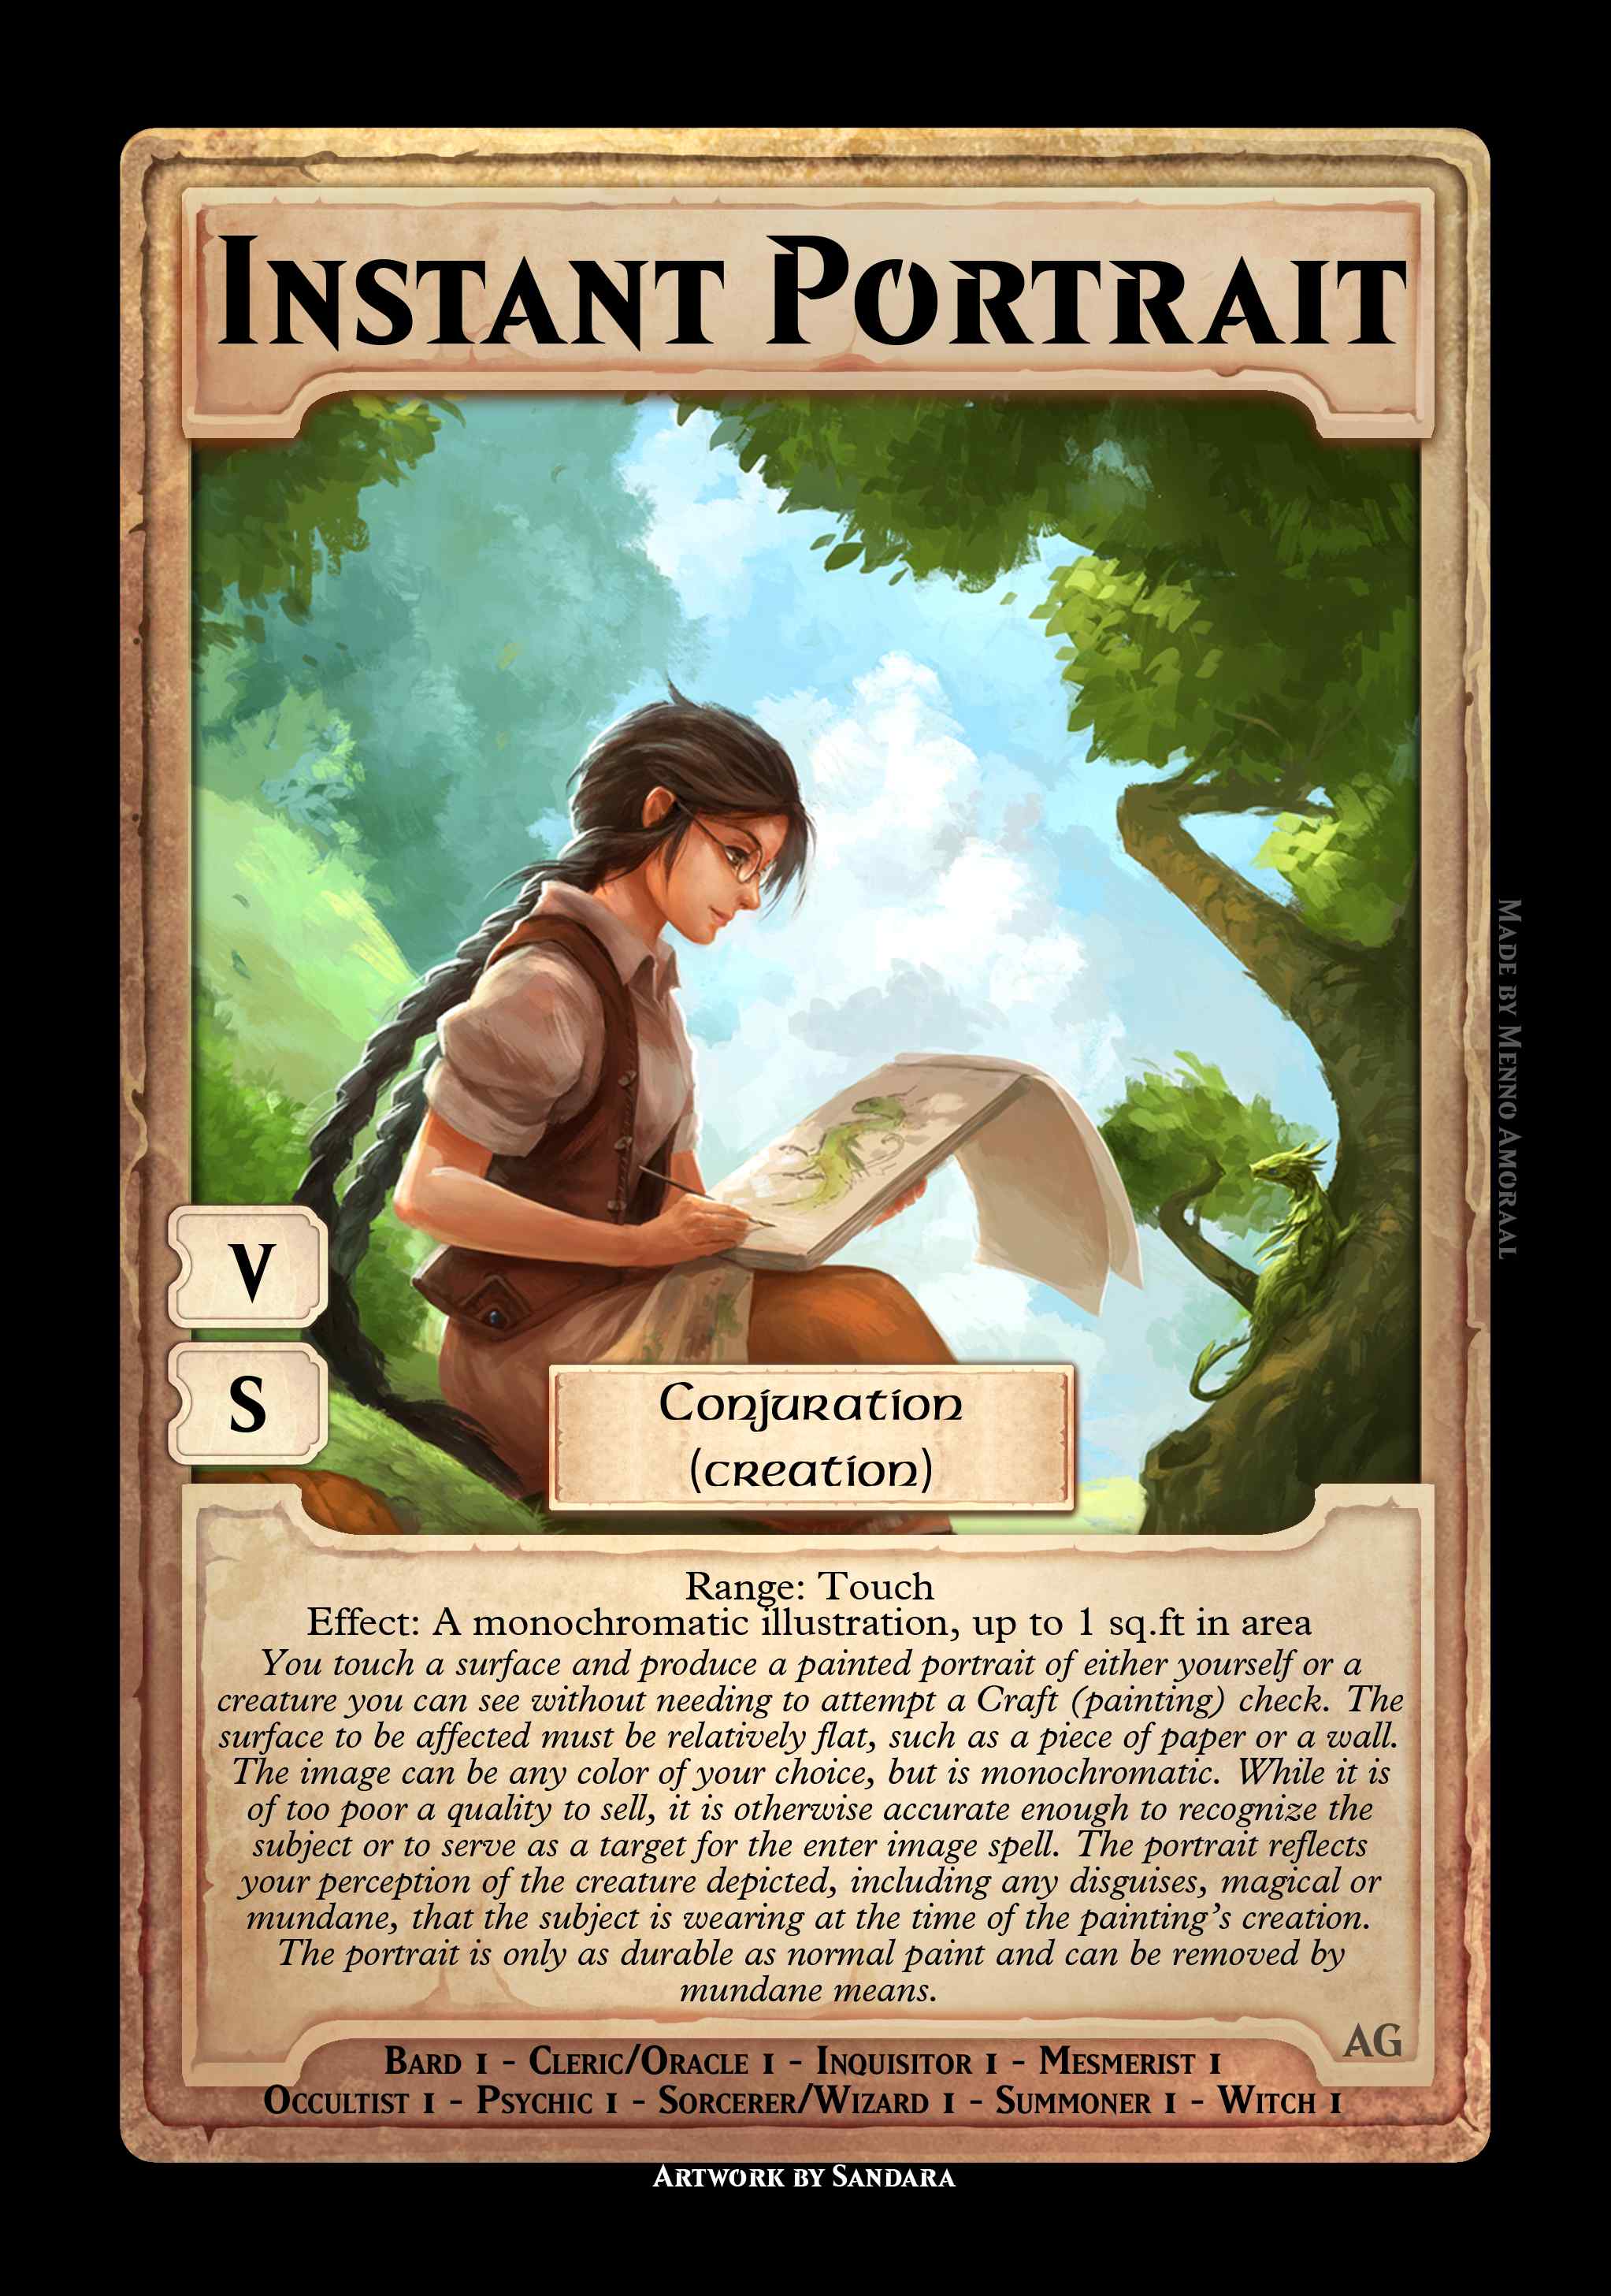 Instant Portrait
V
S
Conjuration
(creation)
Range: Touch
Effect: A monochromatic illustration, up to 1 sq.ft in area
You touch a surface and produce a painted portrait of either yourself or a
creature you can see without needing to attempt a Craft (painting) check. The
surface to be affected must be relatively flat, such as a piece of paper or a wall.
The image can be any color of your choice, but is monochromatic. While it is
of too poor a quality to sell, it is otherwise accurate enough to recognize the
subject or to serve as a target for the enter image spell. The portrait reflects
your perception of the creature depicted, including any disguises, magical or
mundane, that the subject is wearing at the time of the painting's creation.
The portrait is only as durable as normal paint and can be removed by
mundane means.
AG
Bard 1 - Cleric/Oracle 1 - Inquisitor 1 - Mesmerist 1
Occultist 1 - Psychic 1 - Sorcerer/Wizard 1 - Summoner 1 - Witch 1
Artwork by Sandara
Made by Menno Amoraal